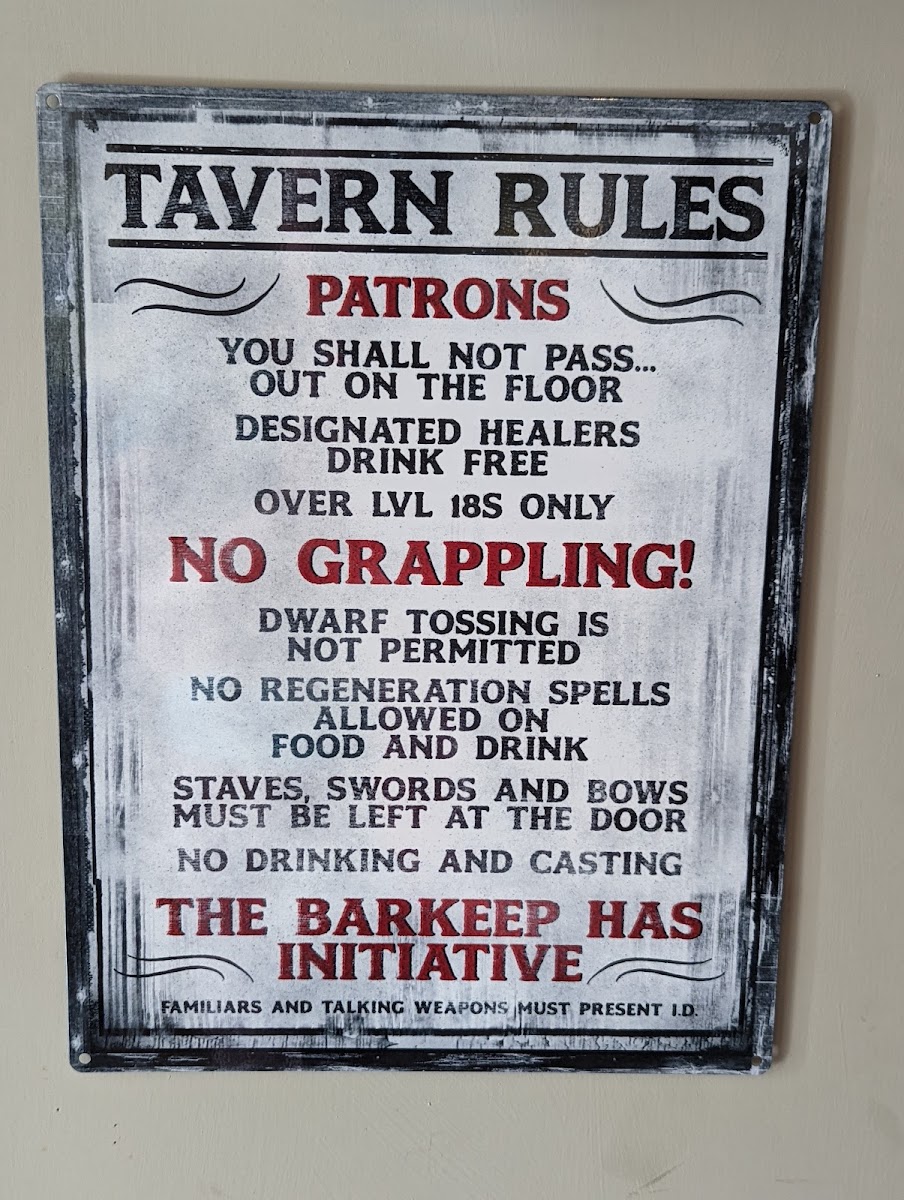 TAVERN RULES
PATRONS
YOU SHALL NOT PASS...
OUT ON THE FLOOR
DESIGNATED HEALERS
DRINK FREE
OVER LVL 18S ONLY
NO GRAPPLING!
DWARF TOSSING IS
NOT PERMITTED
NO REGENERATION SPELLS
ALLOWED ON
FOOD AND DRINK
STAVES, SWORDS AND BOWS
MUST BE LEFT AT THE DOOR
NO DRINKING AND CASTING
THE BARKEEP HAS
INITIATIVE
FAMILIARS AND TALKING WEAPONS MUST PRESENT I.D.